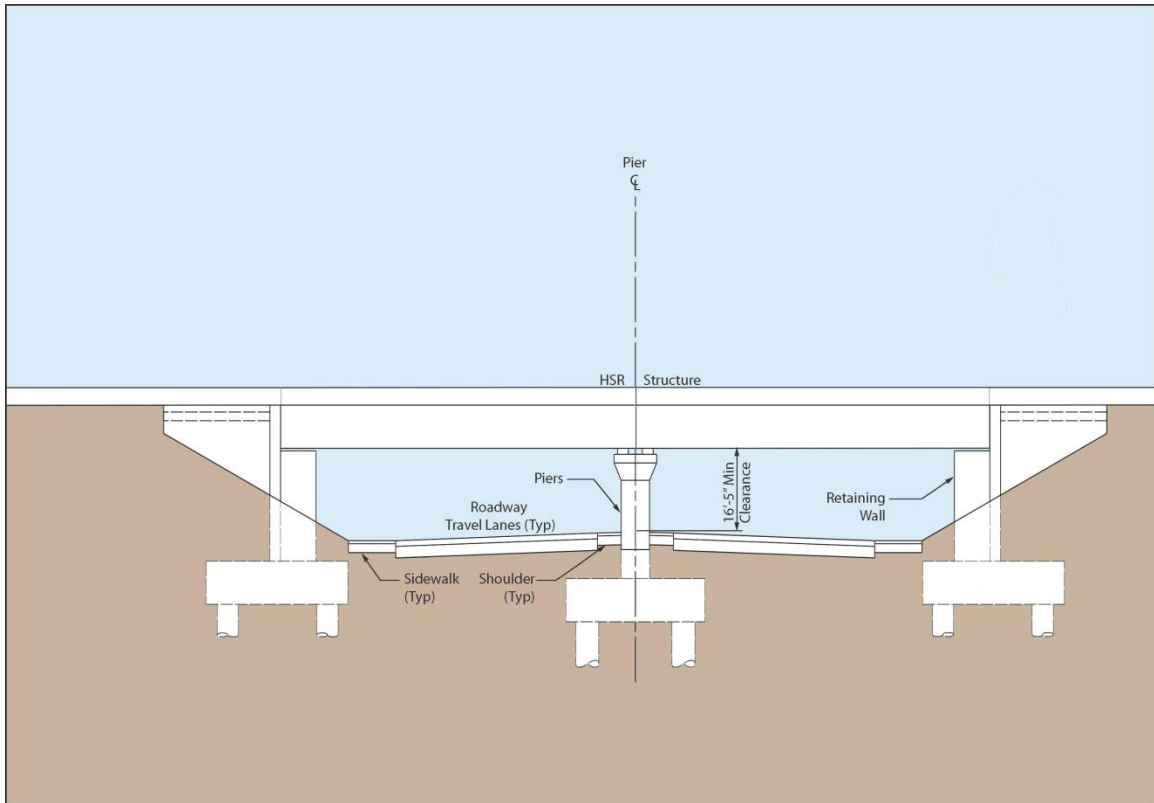 Pier
℄
HSR Structure
Piers
16'-5" Min
Clearance
Retaining
Wall
Roadway
Travel Lanes (Typ)
Sidewalk
(Typ)
Shoulder
(Typ)